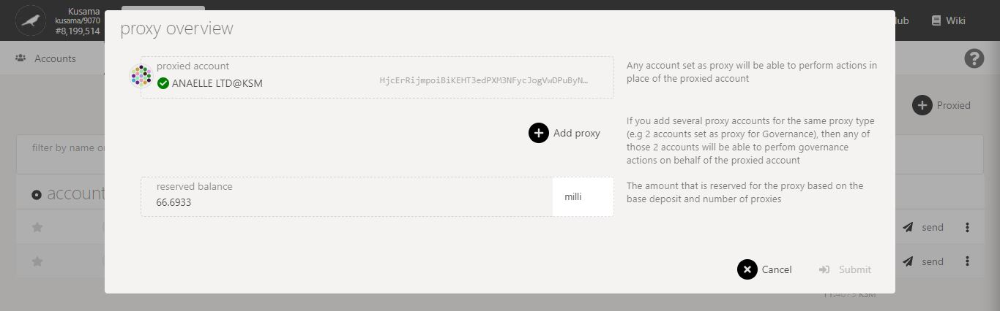 Kusama
kusama/9070
#8,199,514
Wiki
Accounts
proxy overview
proxied account
ANAELLE LTD@KSM
HjcErRijmpoiBiKEHT3edPXM3NFycJogVwDPuByN…
Any account set as proxy will be able to perform actions in
place of the proxied account
Proxied
Add proxy
If you add several proxy accounts for the same proxy type
(e.g 2 accounts set as proxy for Governance), then any of
those 2 accounts will be able to perfom governance
actions on behalf of the proxied account
filter by name o
reserved balance
66.6933
milli
The amount that is reserved for the proxy based on the
base deposit and number of proxies
account
send
send
Cancel
Submit